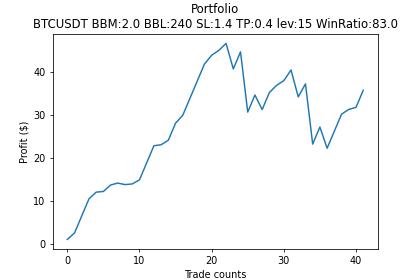 Portfolio
BTCUSDT BBM:2.0 BBL:240 SL:1.4 TP:0.4 lev:15 WinRatio:83.0
Profit ($)
40
30
20
10
0
0 10 20 30 40
Trade counts